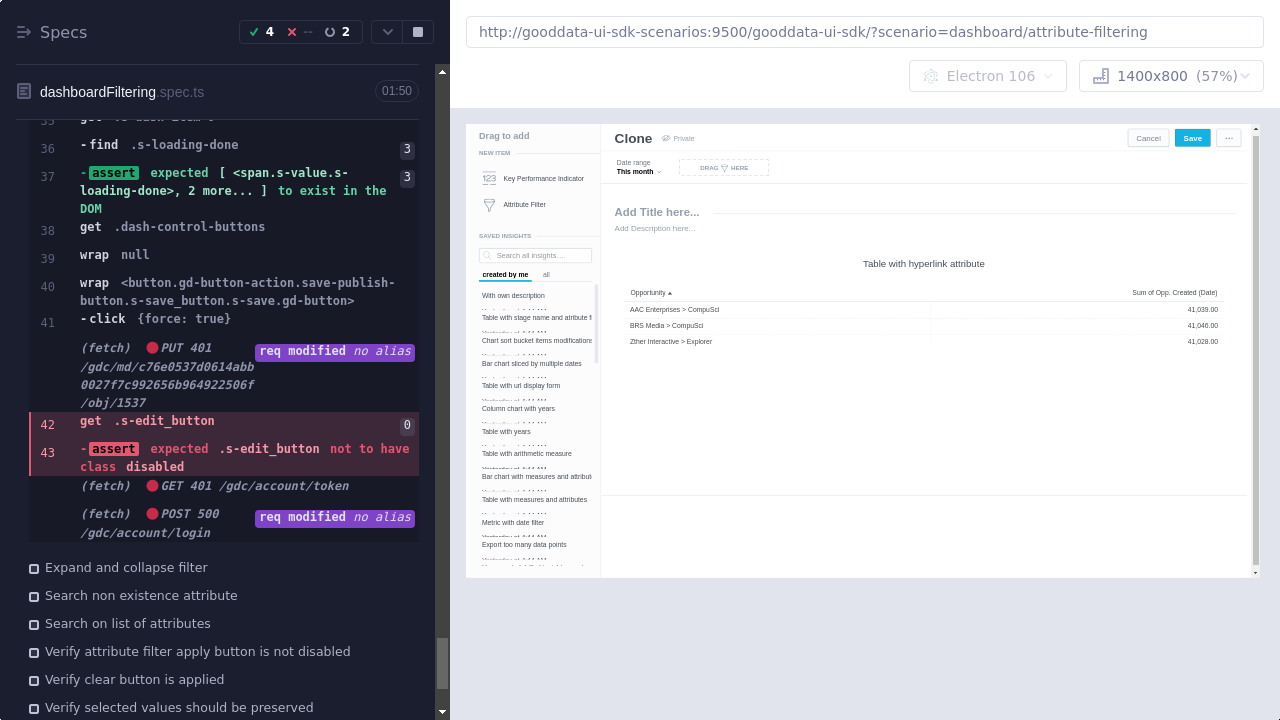 Specs
4
--
2
dashboardFiltering.spec.ts
01:50
36
-find .s-loading-done
3
-assert expected [ <span.s-value.s-
loading-done>, 2 more... ] to exist in the
DOM
3
38
get .dash-control-buttons
39
wrap null
40
wrap <button.gd-button-action.save-publish-
button.s-save_button.s-save.gd-button>
41
-click {force: true}
(fetch) PUT 401
req modified no alias
/gdc/md/c76e0537d0614abb
0027f7c992656b964922506f
/obj/1537
42
get .s-edit_button
0
43
-assert expected .s-edit_button not to have
class disabled
(fetch) GET 401 /gdc/account/token
(fetch) POST 500
req modified no alias
/gdc/account/login
Expand and collapse filter
Search non existence attribute
Search on list of attributes
Verify attribute filter apply button is not disabled
Verify clear button is applied
Verify selected values should be preserved
http://gooddata-ui-sdk-scenarios:9500/gooddata-ui-sdk/?scenario=dashboard/attribute-filtering
Electron 106
1400x800 (57%)
Drag to add
NEW ITEM
Key Performance Indicator
Attribute Filter
SAVED INSIGHTS
Search all insights...
created by me
all
With own description
Table with stage name and atribute f
Chart sort bucket items modifications
Bar chart sliced by multiple dates
Table with url display form
Column chart with years
Table with years
Table with arithmetic measure
Bar chart with measures and attribut
Table with measures and attributes
Metric with date filter
Export too many data points
Clone
Private
Cancel
Save
...
Date range
This month
DRAG HERE
Add Title here...
Add Description here...
Table with hyperlink attribute
Opportunity
Sum of Opp. Created (Date)
AAC Enterprises > CompuSci
41,039.00
BRS Media > CompuSci
41,046.00
Zther Interactive > Explorer
41,028.00